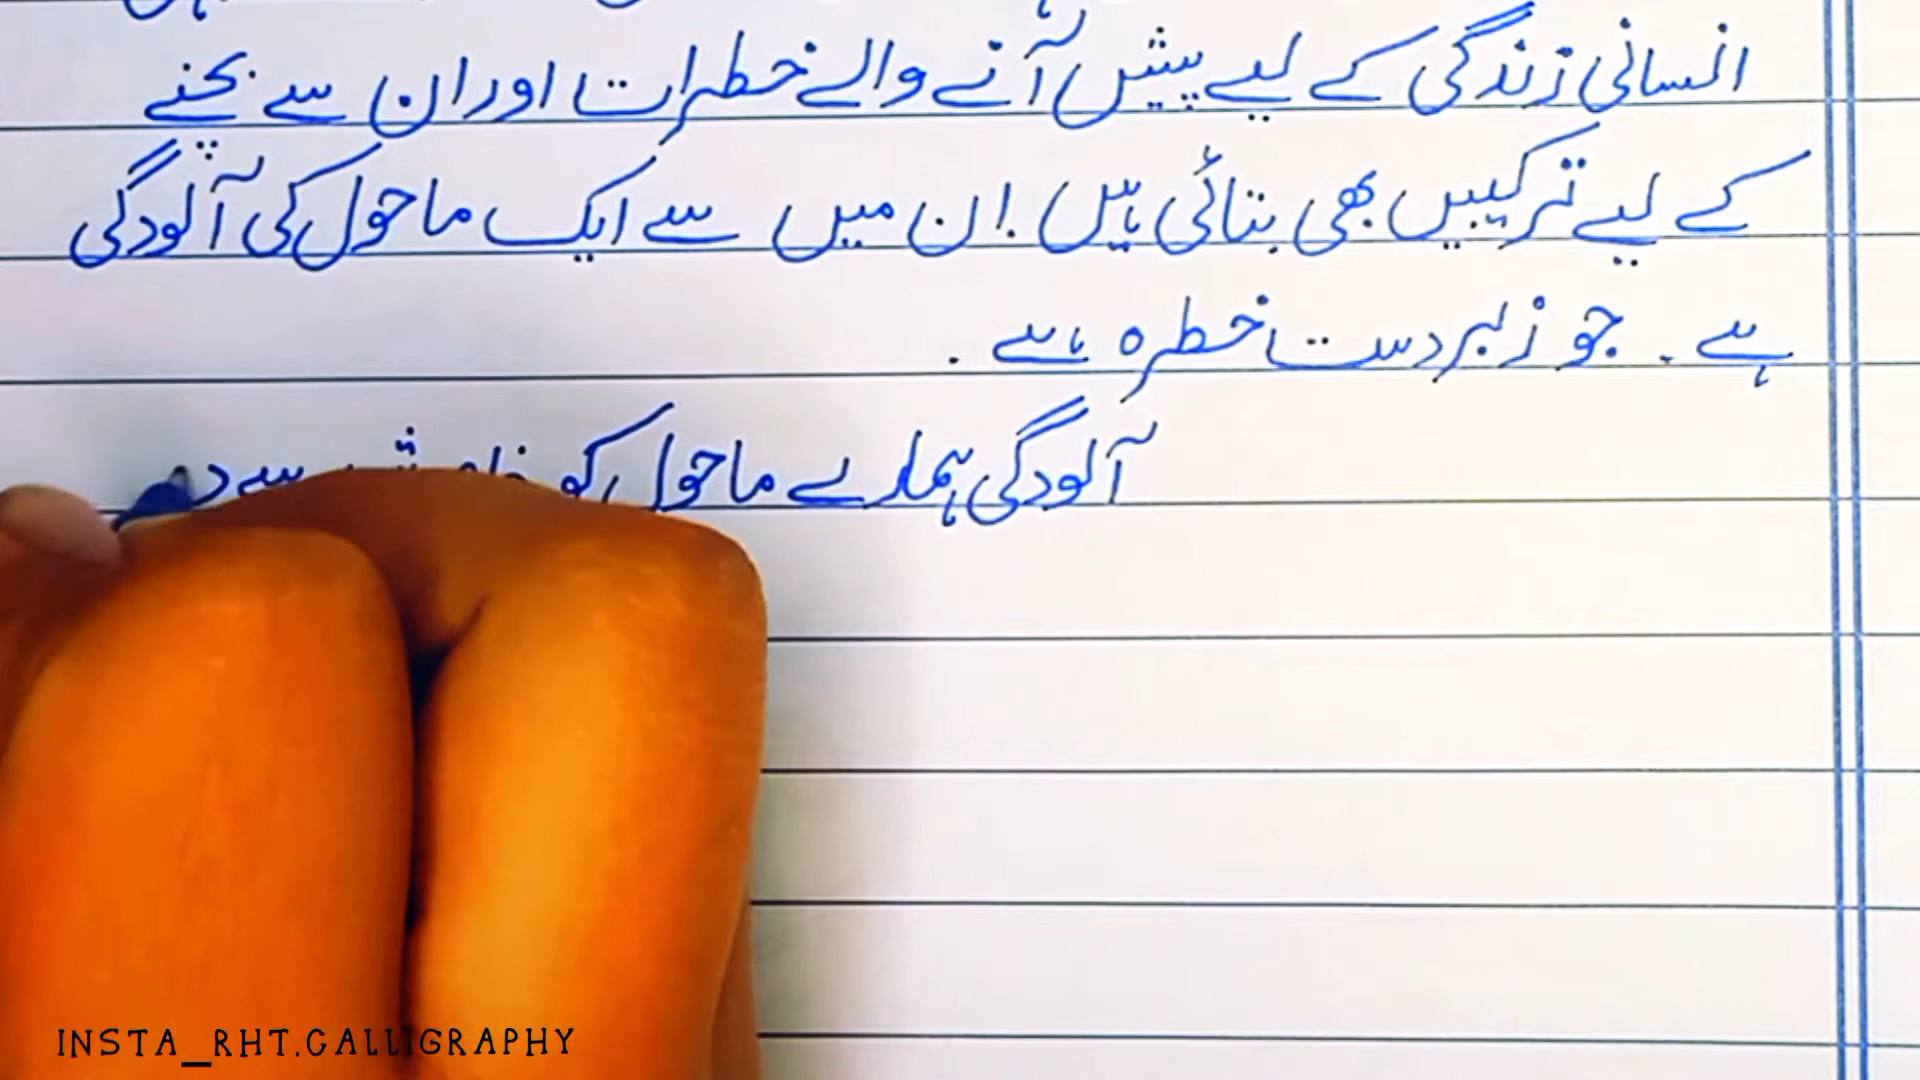 انسانی زندگی کے لیے پیش آنے والے خطرات اور ان سے بچنے
کے لیے ترکیبیں بھی بتائی ہیں. ان میں سے ایک ماحول کی آلودگی
ہے. جو زبردست خطرہ ہے.
آلودگی ہمارے ماحول کو سے
INSTA_RHT.CALLIGRAPHY